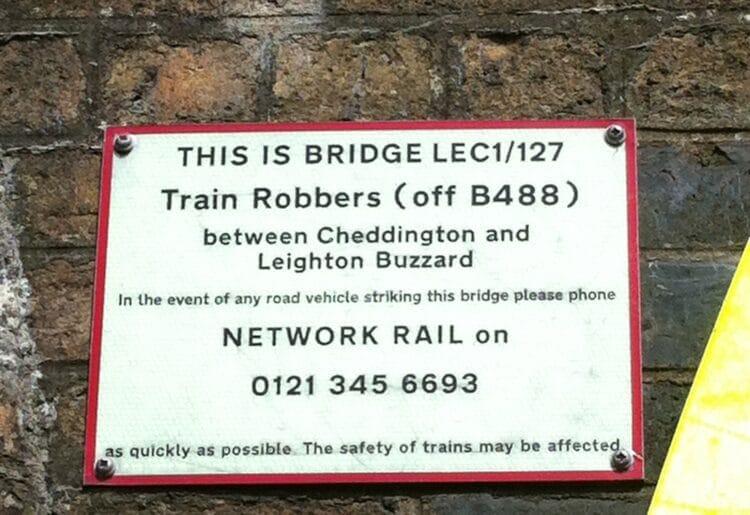 THIS IS BRIDGE LEC1/127
Train Robbers (off B488)
between Cheddington and
Leighton Buzzard
In the event of any road vehicle striking this bridge please phone
NETWORK RAIL on
0121 345 6693
as quickly as possible. The safety of trains may be affected